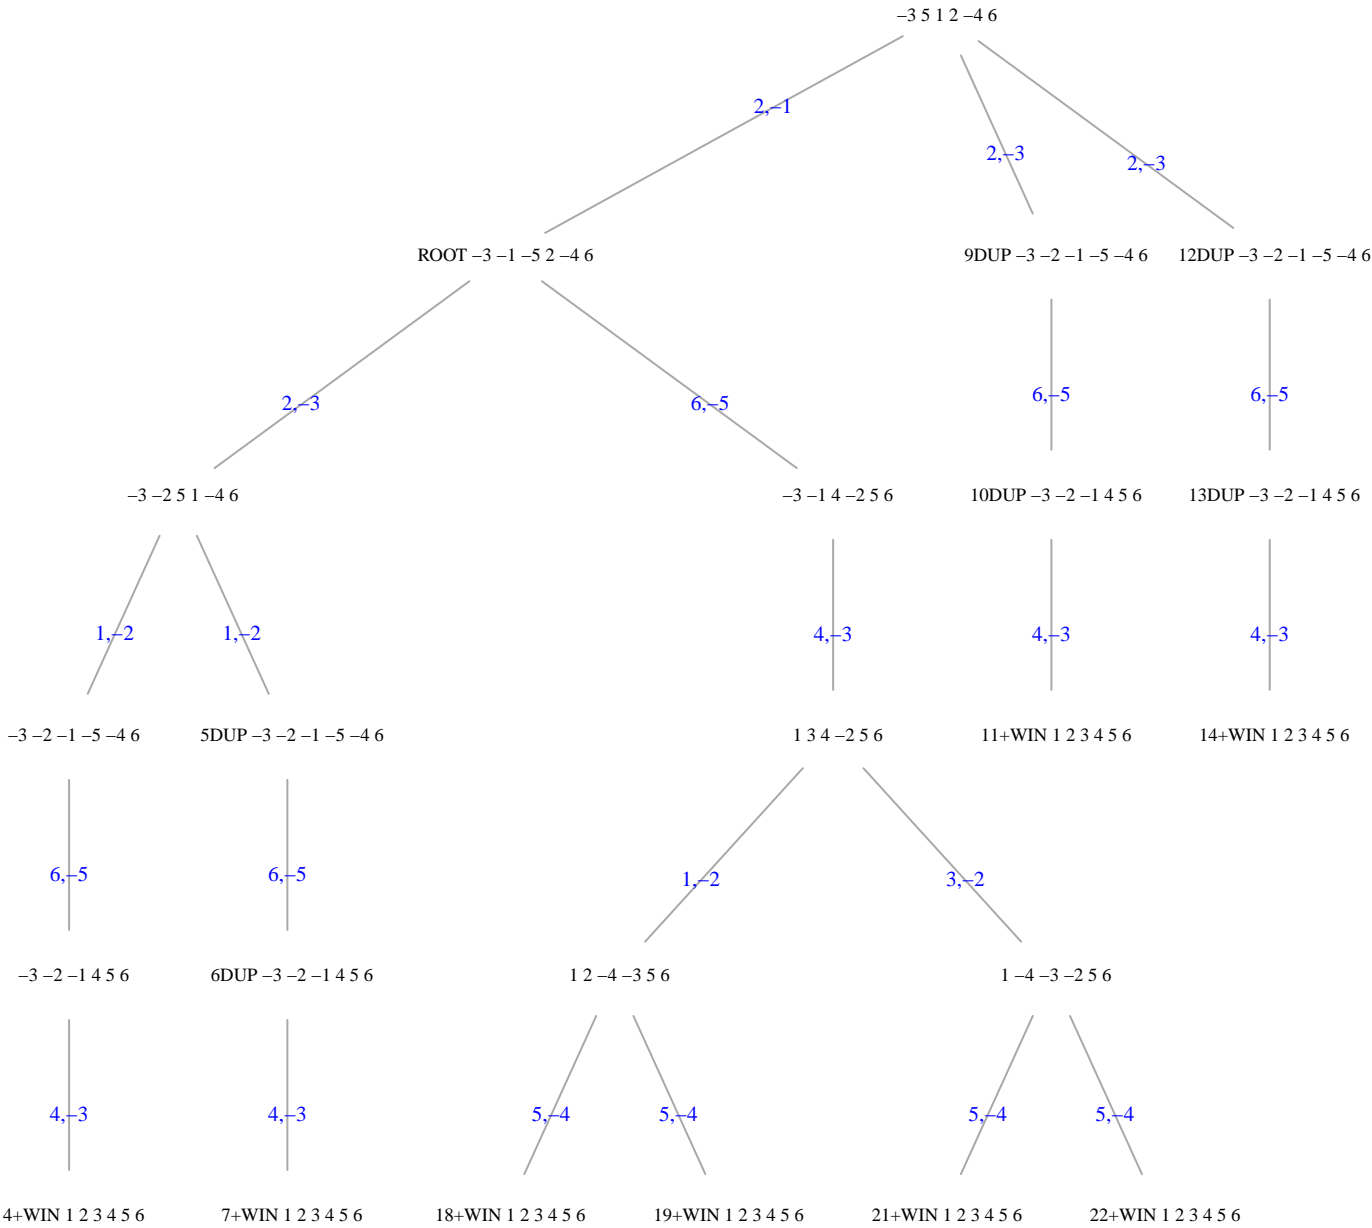 −3 5 1 2 −4 6
2,−1
2,−3
2,−3
ROOT −3 −1 −5 2 −4 6
9DUP −3 −2 −1 −5 −4 6
12DUP −3 −2 −1 −5 −4 6
2,−3
6,−5
6,−5
6,−5
−3 −2 5 1 −4 6
−3 −1 4 −2 5 6
10DUP −3 −2 −1 4 5 6
13DUP −3 −2 −1 4 5 6
1,−2
1,−2
4,−3
4,−3
4,−3
−3 −2 −1 −5 −4 6
5DUP −3 −2 −1 −5 −4 6
1 3 4 −2 5 6
11+WIN 1 2 3 4 5 6
14+WIN 1 2 3 4 5 6
6,−5
6,−5
1,−2
3,−2
−3 −2 −1 4 5 6
6DUP −3 −2 −1 4 5 6
1 2 −4 −3 5 6
1 −4 −3 −2 5 6
4,−3
4,−3
5,−4
5,−4
5,−4
5,−4
4+WIN 1 2 3 4 5 6
7+WIN 1 2 3 4 5 6
18+WIN 1 2 3 4 5 6
19+WIN 1 2 3 4 5 6
21+WIN 1 2 3 4 5 6
22+WIN 1 2 3 4 5 6